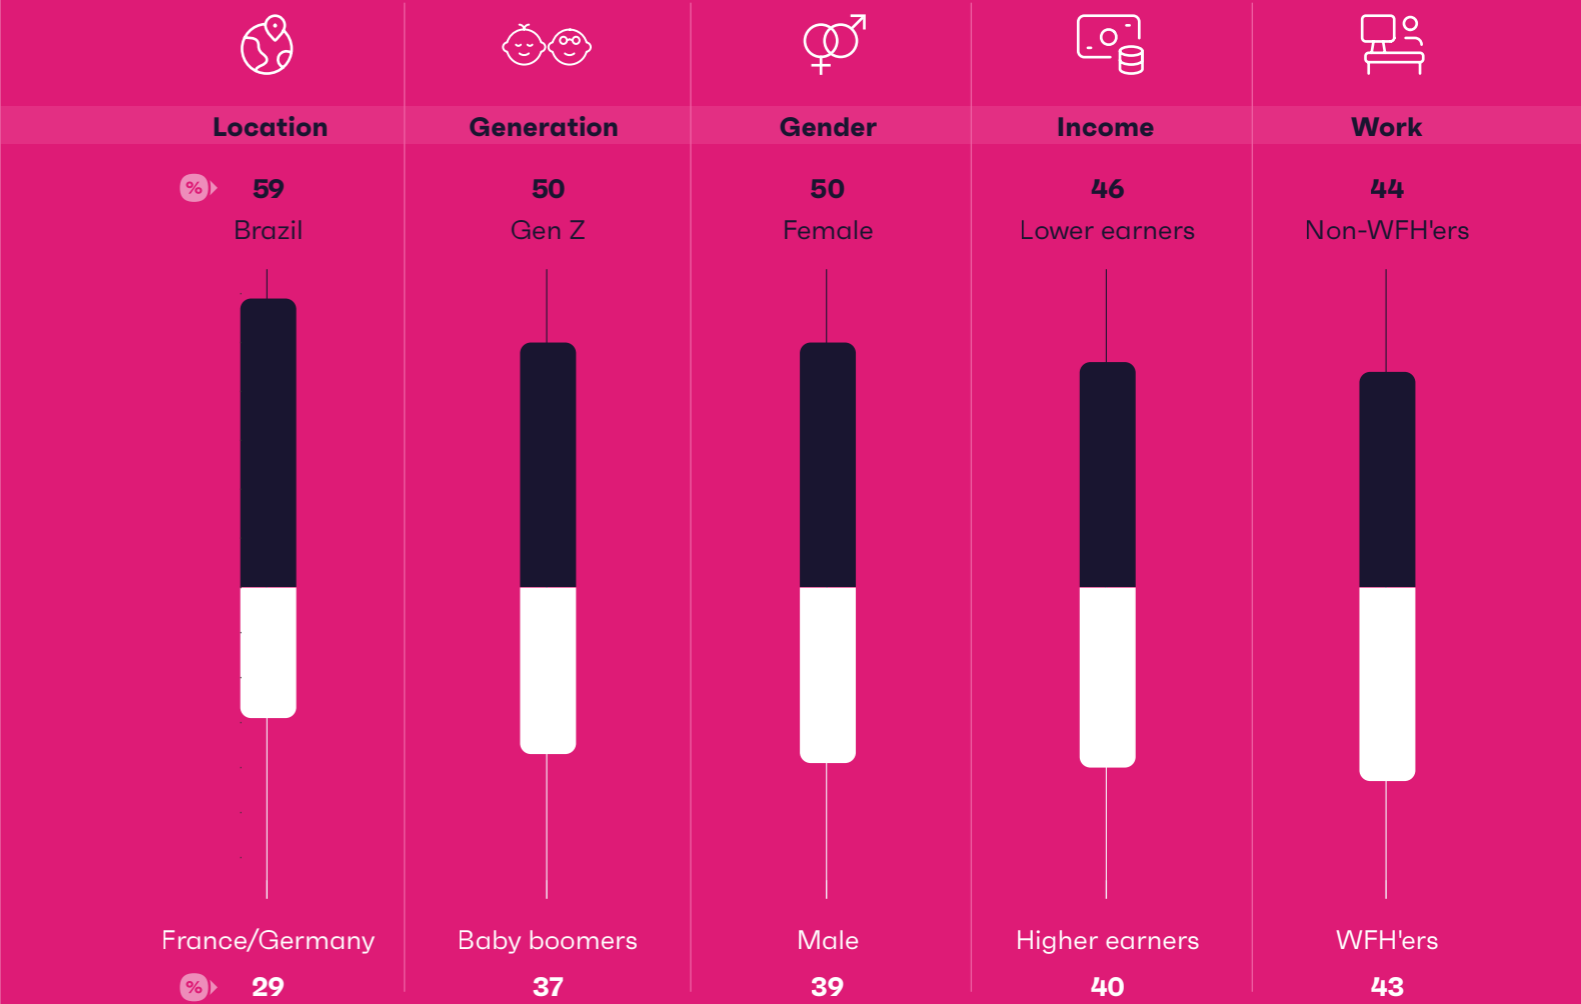 Location Generation Gender Income Work
% 59 50 50 46 44
Brazil Gen Z Female Lower earners Non-WFH'ers
France/Germany Baby boomers Male Higher earners WFH'ers
% 29 37 39 40 43